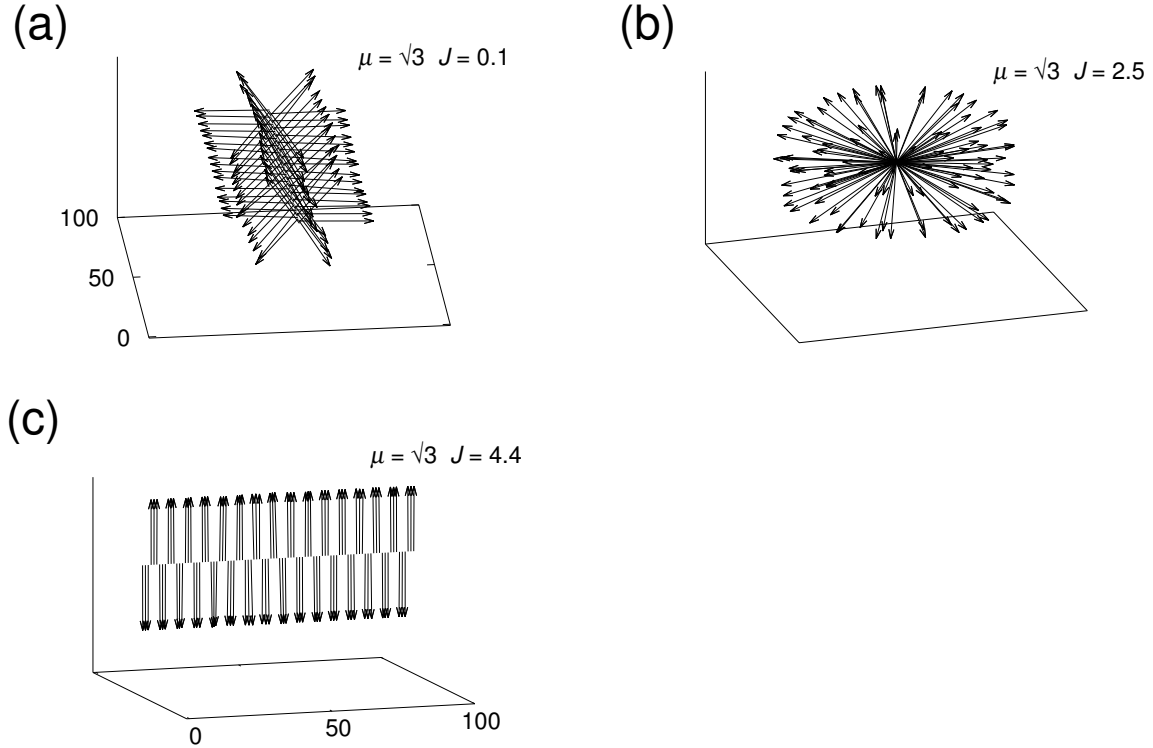 (a)
μ = √3 J = 0.1
100
50
0
(b)
μ = √3 J = 2.5
(c)
μ = √3 J = 4.4
0
50
100